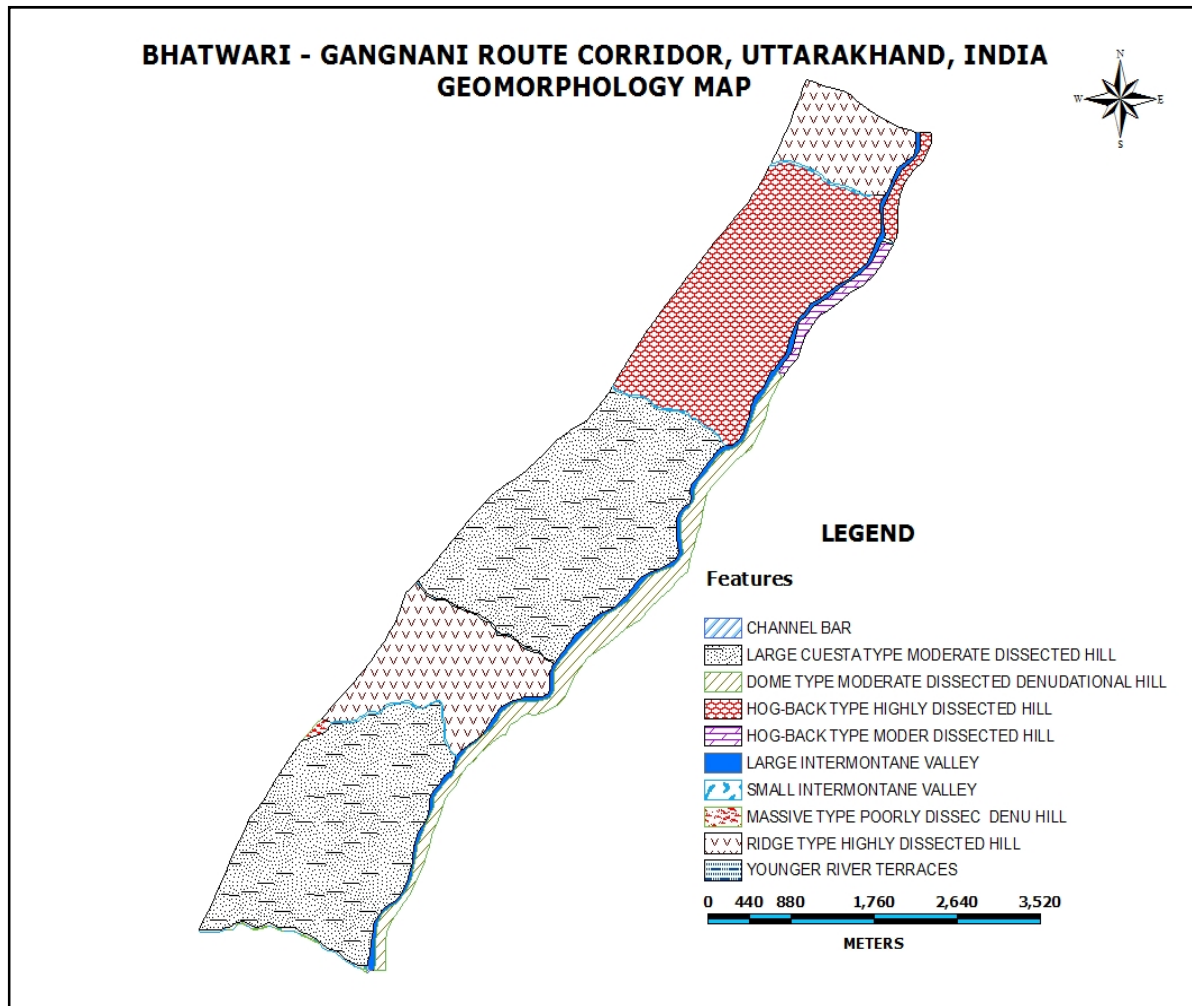 BHATWARI - GANGNANI ROUTE CORRIDOR, UTTARAKHAND, INDIA
GEOMORPHOLOGY MAP
N
W E
S
LEGEND
Features
CHANNEL BAR
LARGE CUESTA TYPE MODERATE DISSECTED HILL
DOME TYPE MODERATE DISSECTED DENUDATIONAL HILL
HOG-BACK TYPE HIGHLY DISSECTED HILL
HOG-BACK TYPE MODER DISSECTED HILL
LARGE INTERMONTANE VALLEY
SMALL INTERMONTANE VALLEY
MASSIVE TYPE POORLY DISSEC DENU HILL
RIDGE TYPE HIGHLY DISSECTED HILL
YOUNGER RIVER TERRACES
0 440 880 1,760 2,640 3,520
METERS